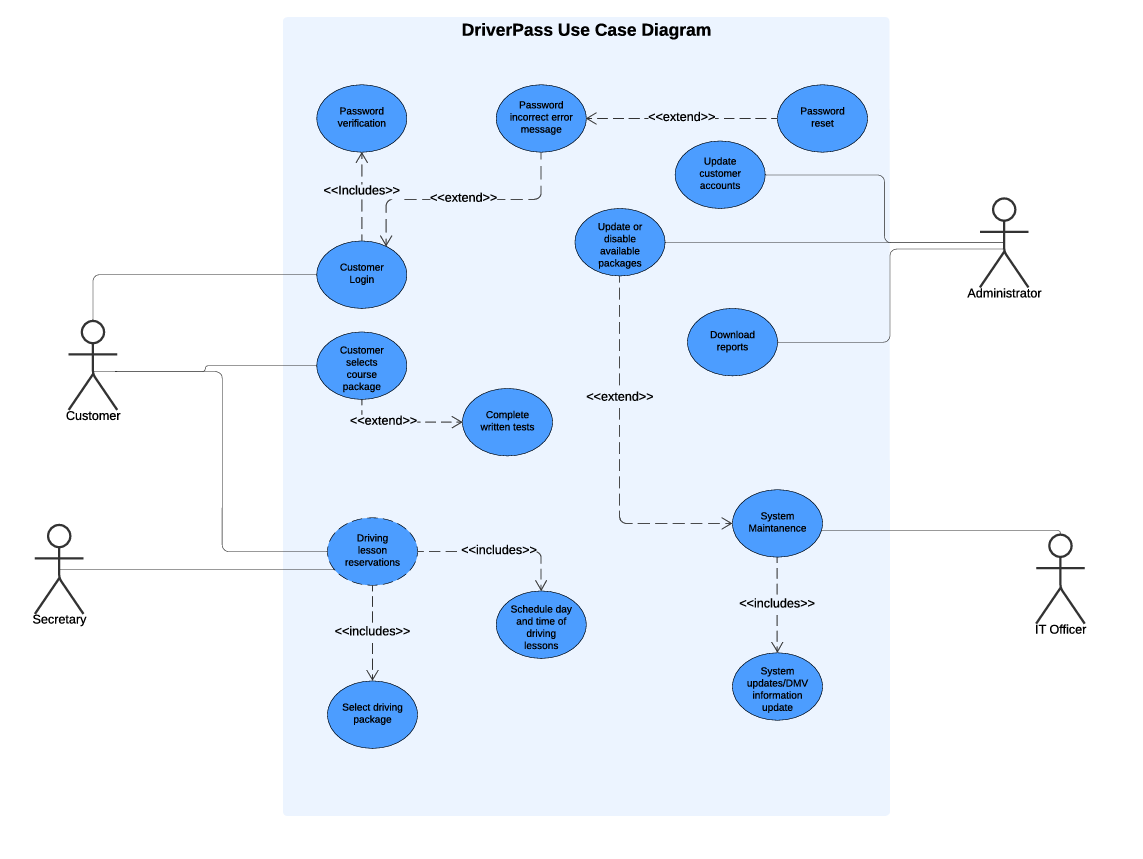 DriverPass Use Case Diagram
Password
verification
Password
incorrect error
message
<<extend>>
Password
reset
Update
customer
accounts
<<Includes>>
<<extend>>
Update or
disable
available
packages
Administrator
Customer
Login
Download
reports
Customer
Customer
selects
course
package
<<extend>>
<<extend>>
Complete
written tests
System
Maintanence
Driving
lesson
reservations
<<includes>>
Secretary
Schedule day
and time of
driving
lessons
<<includes>>
<<includes>>
IT Officer
System
updates/DMV
information
update
Select driving
package